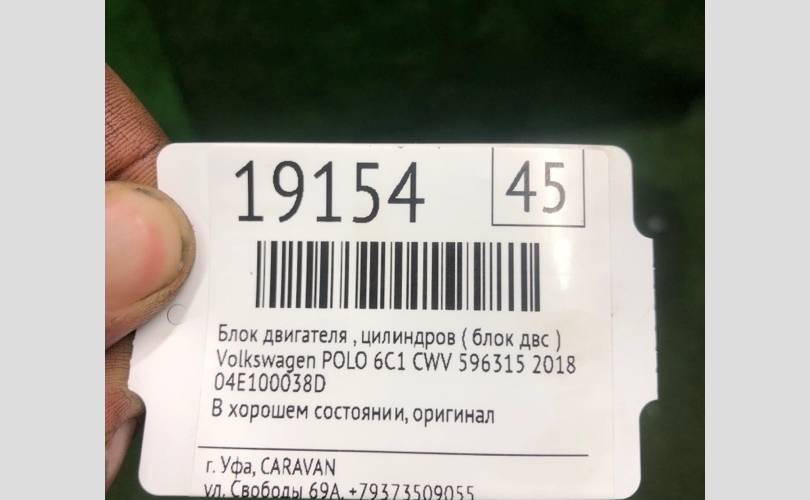 19154 45
Блок двигателя , цилиндров ( блок двс )
Volkswagen POLO 6C1 CWV 596315 2018
04E100038D
В хорошем состоянии, оригинал
г. Уфа, CARAVAN
ул. Свободы 69А, +79373509055